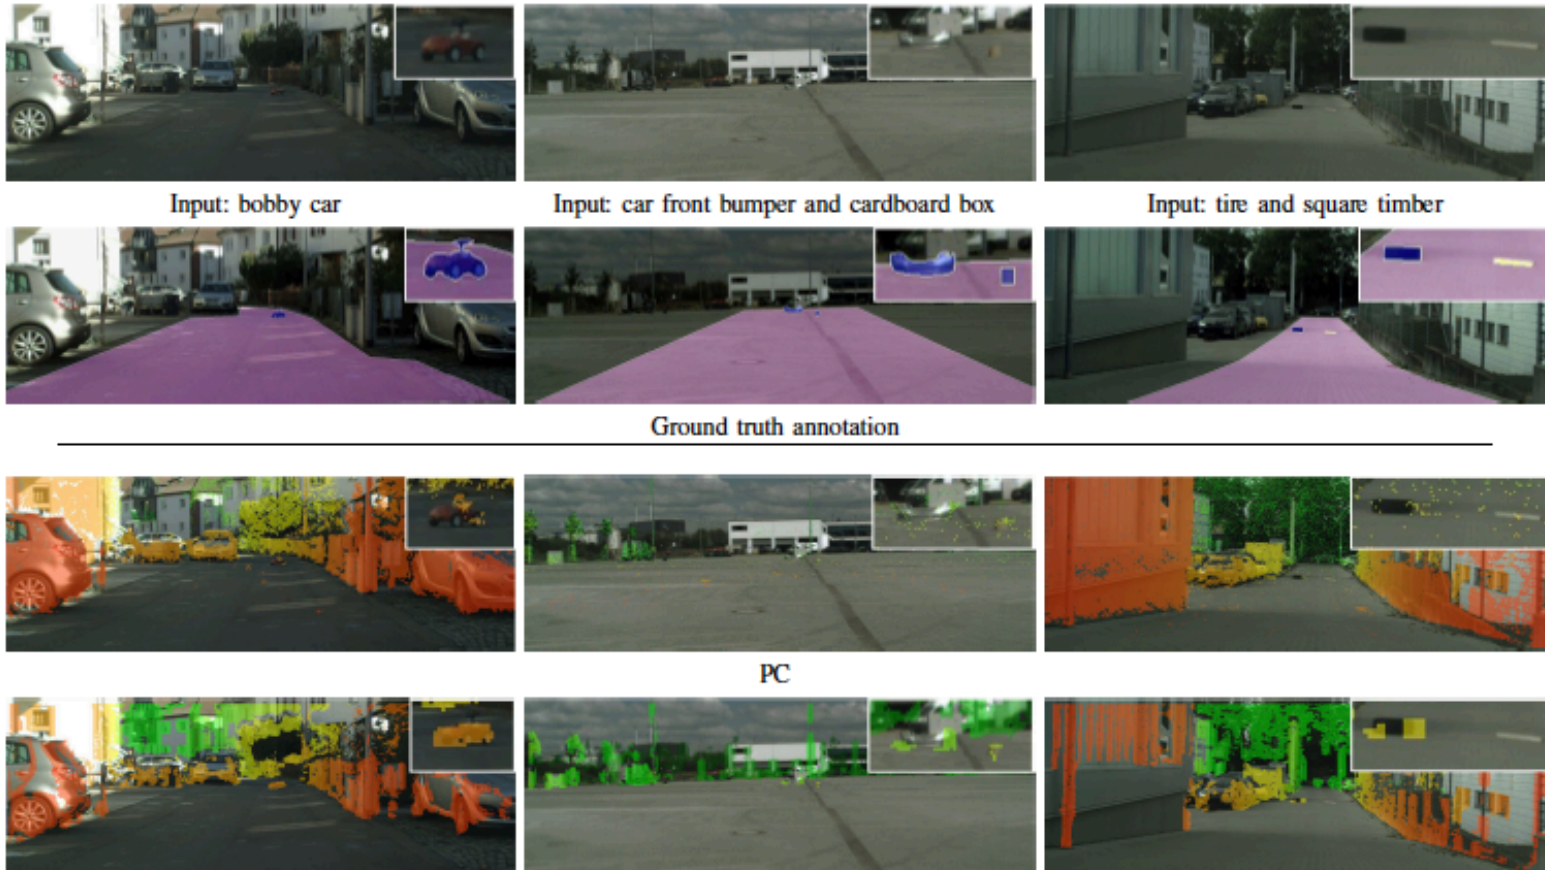 Input: bobby car
Input: car front bumper and cardboard box
Input: tire and square timber
Ground truth annotation
PC